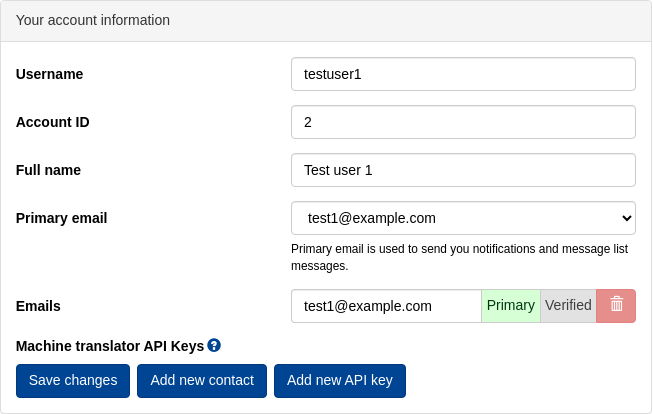 Your account information
Username testuser1
Account ID 2
Full name Test user 1
Primary email test1@example.com
Primary email is used to send you notifications and message list
messages.
Emails test1@example.com Primary Verified
Machine translator API Keys ?
Save changes Add new contact Add new API key